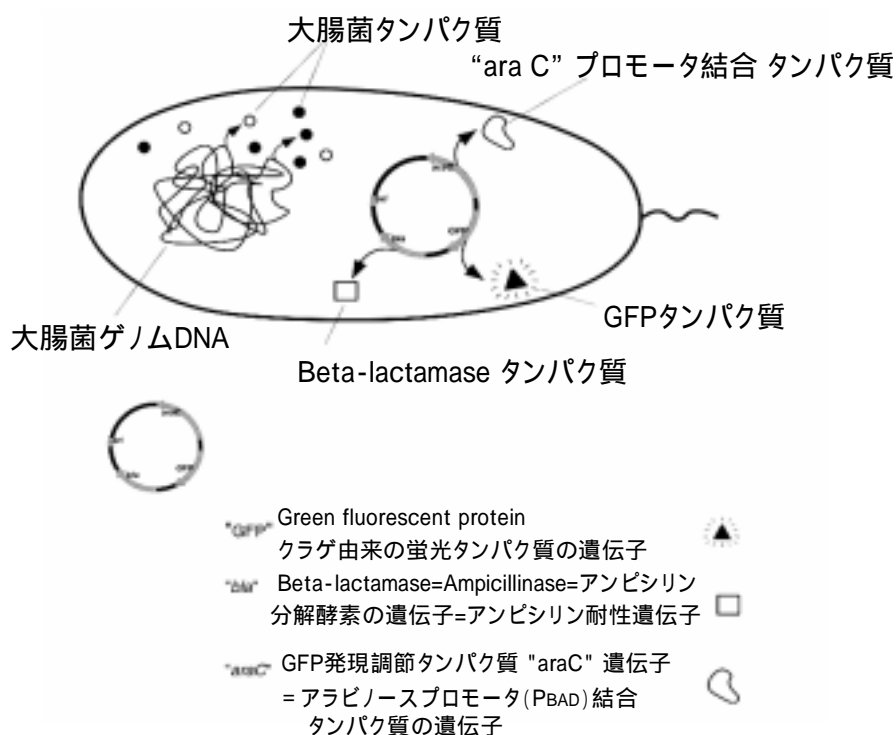 大腸菌タンパク質
“ara C” プロモータ結合 タンパク質
GFPタンパク質
大腸菌ゲノムDNA
Beta-lactamase タンパク質
"GFP" Green fluorescent protein
クラゲ由来の蛍光タンパク質の遺伝子
"bla" Beta-lactamase=Ampicillinase=アンピシリン
分解酵素の遺伝子=アンピシリン耐性遺伝子
"araC" GFP発現調節タンパク質 "araC" 遺伝子
=アラビノースプロモータ(PBAD)結合
タンパク質の遺伝子